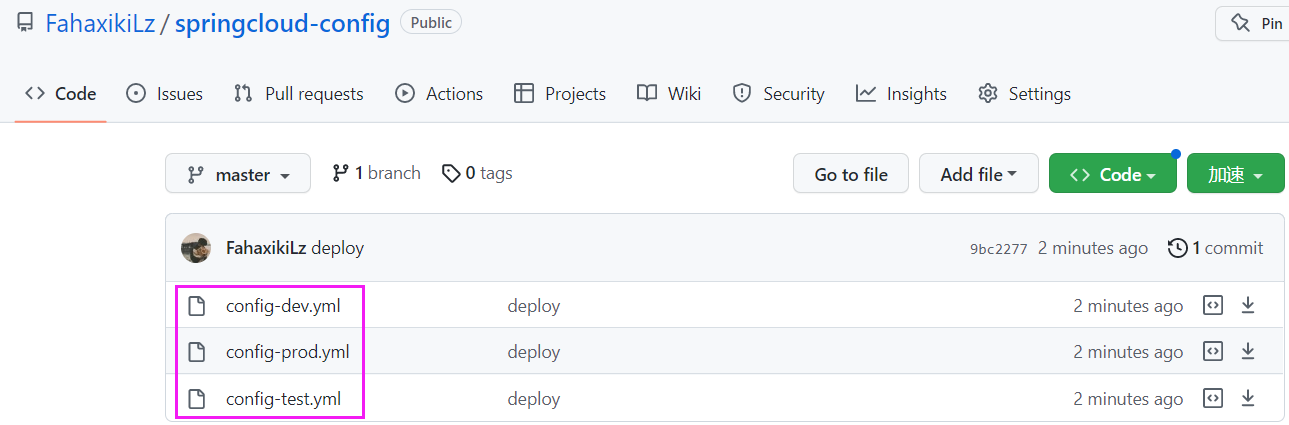 FahaxikiLz / springcloud-config Public
Pin
Code Issues Pull requests Actions Projects Wiki Security Insights Settings
master 1 branch 0 tags Go to file Add file Code 加速
FahaxikiLz deploy 9bc2277 2 minutes ago 1 commit
config-dev.yml deploy 2 minutes ago
config-prod.yml deploy 2 minutes ago
config-test.yml deploy 2 minutes ago